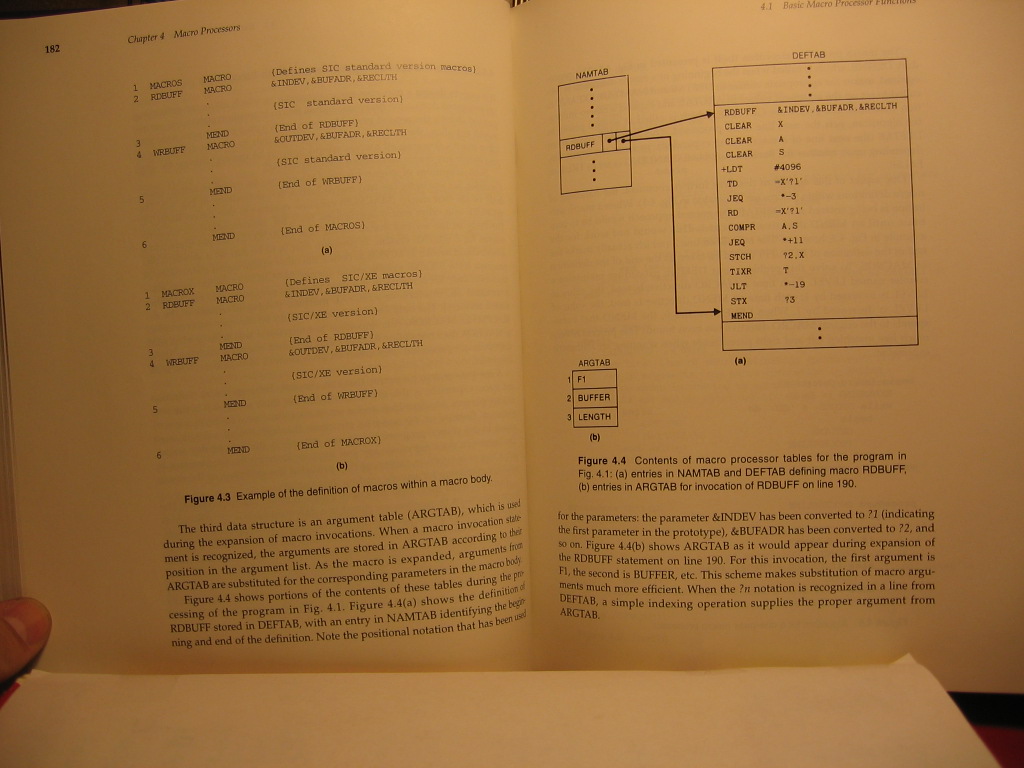 182
Chapter 4 Macro Processors
1 MACROS MACRO {Defines SIC standard version macros}
2 RDBUFF MACRO &INDEV,&BUFADR,&RECLTH
. {SIC standard version}
.
3 MEND {End of RDBUFF}
4 WRBUFF MACRO &OUTDEV,&BUFADR,&RECLTH
. {SIC standard version}
.
5 MEND {End of WRBUFF}
.
.
6 MEND {End of MACROS}
(a)
1 MACROX MACRO {Defines SIC/XE macros}
2 RDBUFF MACRO &INDEV,&BUFADR,&RECLTH
. {SIC/XE version}
.
3 MEND {End of RDBUFF}
4 WRBUFF MACRO &OUTDEV,&BUFADR,&RECLTH
. {SIC/XE version}
.
5 MEND {End of WRBUFF}
.
.
6 MEND {End of MACROX}
(b)
Figure 4.3 Example of the definition of macros within a macro body.
The third data structure is an argument table (ARGTAB), which is used
during the expansion of macro invocations. When a macro invocation state-
ment is recognized, the arguments are stored in ARGTAB according to their
position in the argument list. As the macro is expanded, arguments from
ARGTAB are substituted for the corresponding parameters in the macro body.
Figure 4.4 shows portions of the contents of these tables during the pro-
cessing of the program in Fig. 4.1. Figure 4.4(a) shows the definition of
RDBUFF stored in DEFTAB, with an entry in NAMTAB identifying the begin-
ning and end of the definition. Note the positional notation that has been used
4.1 Basic Macro Processor Functions
NAMTAB
RDBUFF
DEFTAB
RDBUFF &INDEV,&BUFADR,&RECLTH
CLEAR X
CLEAR A
CLEAR S
+LDT #4096
TD =X'?1'
JEQ *-3
RD =X'?1'
COMPR A,S
JEQ *+11
STCH ?2,X
TIXR T
JLT *-19
STX ?3
MEND
(a)
ARGTAB
1 F1
2 BUFFER
3 LENGTH
(b)
Figure 4.4 Contents of macro processor tables for the program in
Fig. 4.1: (a) entries in NAMTAB and DEFTAB defining macro RDBUFF,
(b) entries in ARGTAB for invocation of RDBUFF on line 190.
for the parameters: the parameter &INDEV has been converted to ?1 (indicating
the first parameter in the prototype), &BUFADR has been converted to ?2, and
so on. Figure 4.4(b) shows ARGTAB as it would appear during expansion of
the RDBUFF statement on line 190. For this invocation, the first argument is
F1, the second is BUFFER, etc. This scheme makes substitution of macro argu-
ments much more efficient. When the ?n notation is recognized in a line from
DEFTAB, a simple indexing operation supplies the proper argument from
ARGTAB.